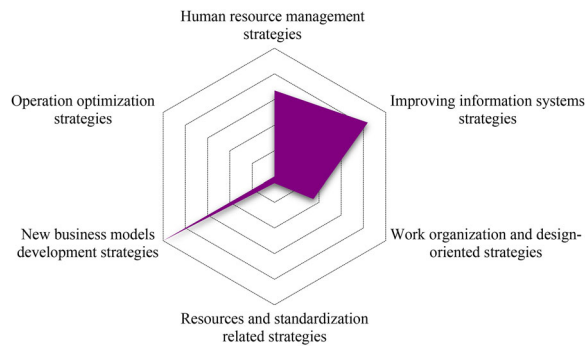 Human resource management
strategies
Operation optimization
strategies
Improving information systems
strategies
New business models
development strategies
Work organization and design-
oriented strategies
Resources and standardization
related strategies